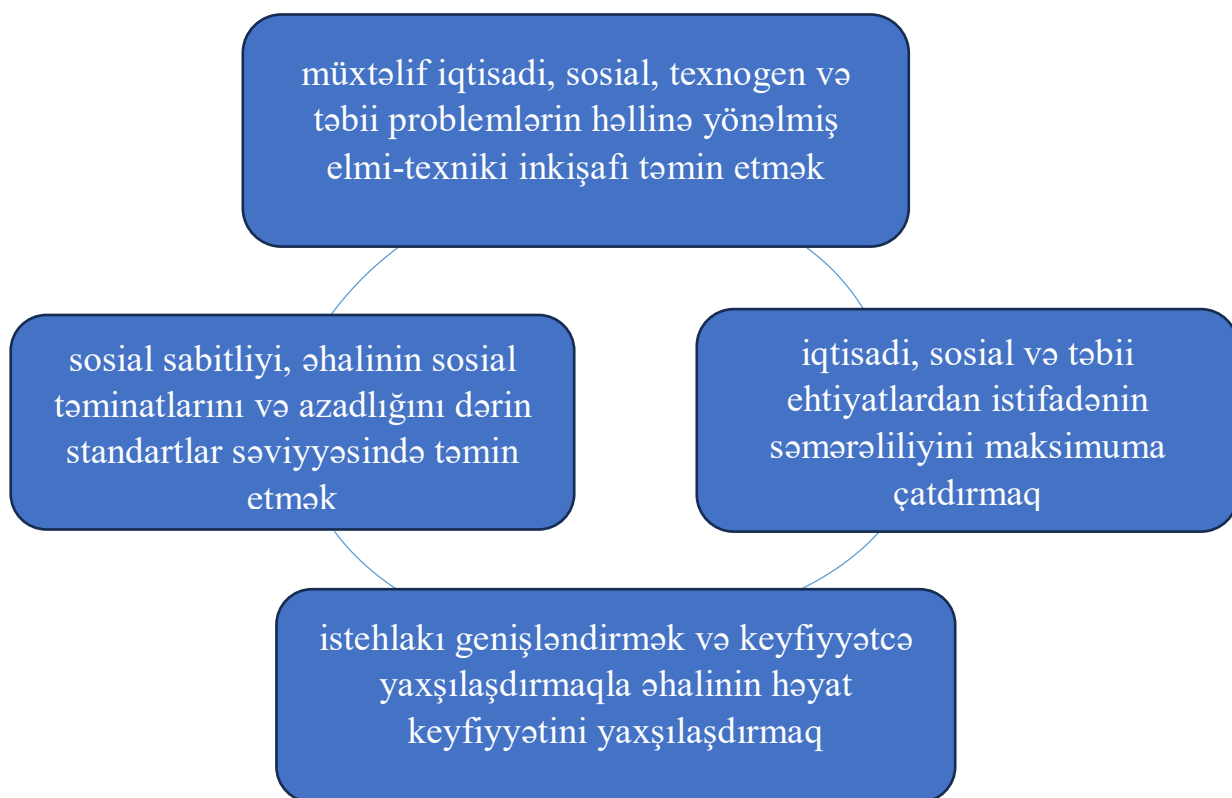 müxtəlif iqtisadi, sosial, texnogen və
təbii problemlərin həllinə yönəlmiş
elmi-texniki inkişafı təmin etmək
sosial sabitliyi, əhalinin sosial
təminatlarını və azadlığını dərin
standartlar səviyyəsində təmin
etmək
iqtisadi, sosial və təbii
ehtiyatlardan istifadənin
səmərəliliyini maksimuma
çatdırmaq
istehlakı genişləndirmək və keyfiyyətcə
yaxşılaşdırmaqla əhalinin həyat
keyfiyyətini yaxşılaşdırmaq